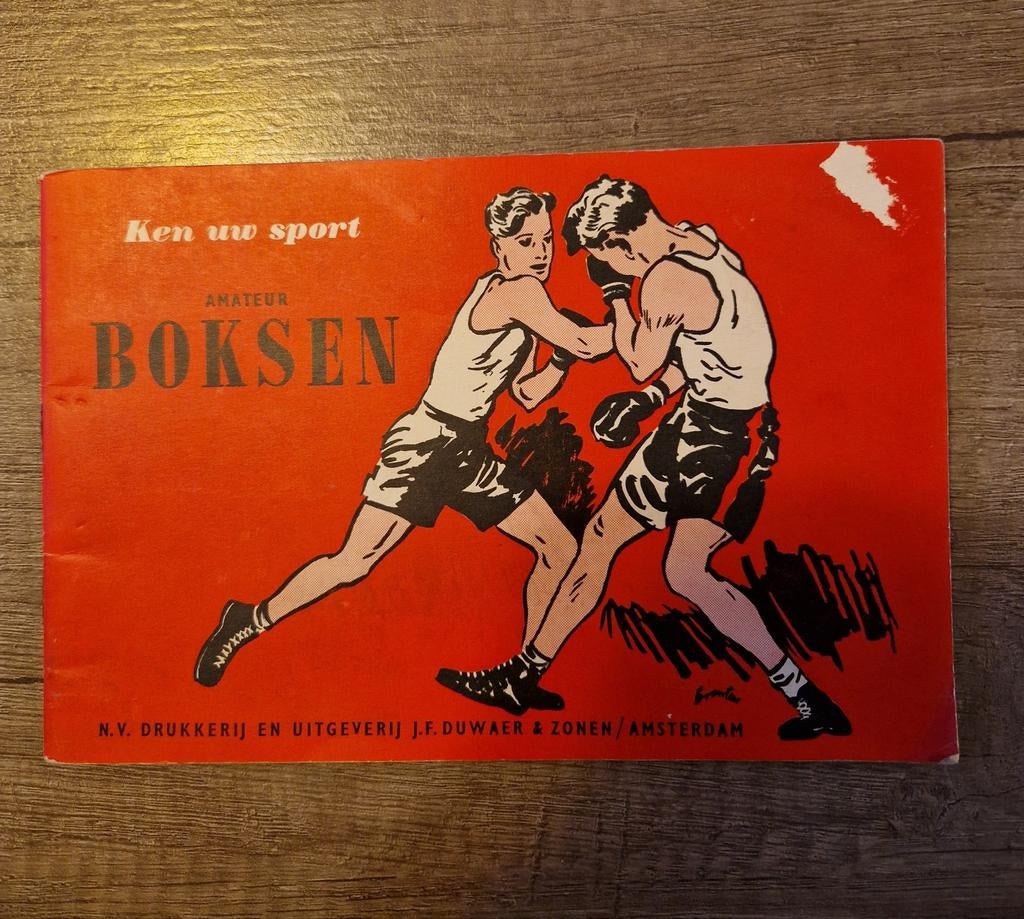 Ken uw sport
AMATEUR
BOKSEN
N.V. DRUKKERIJ EN UITGEVERIJ J.F. DUWAER & ZONEN / AMSTERDAM